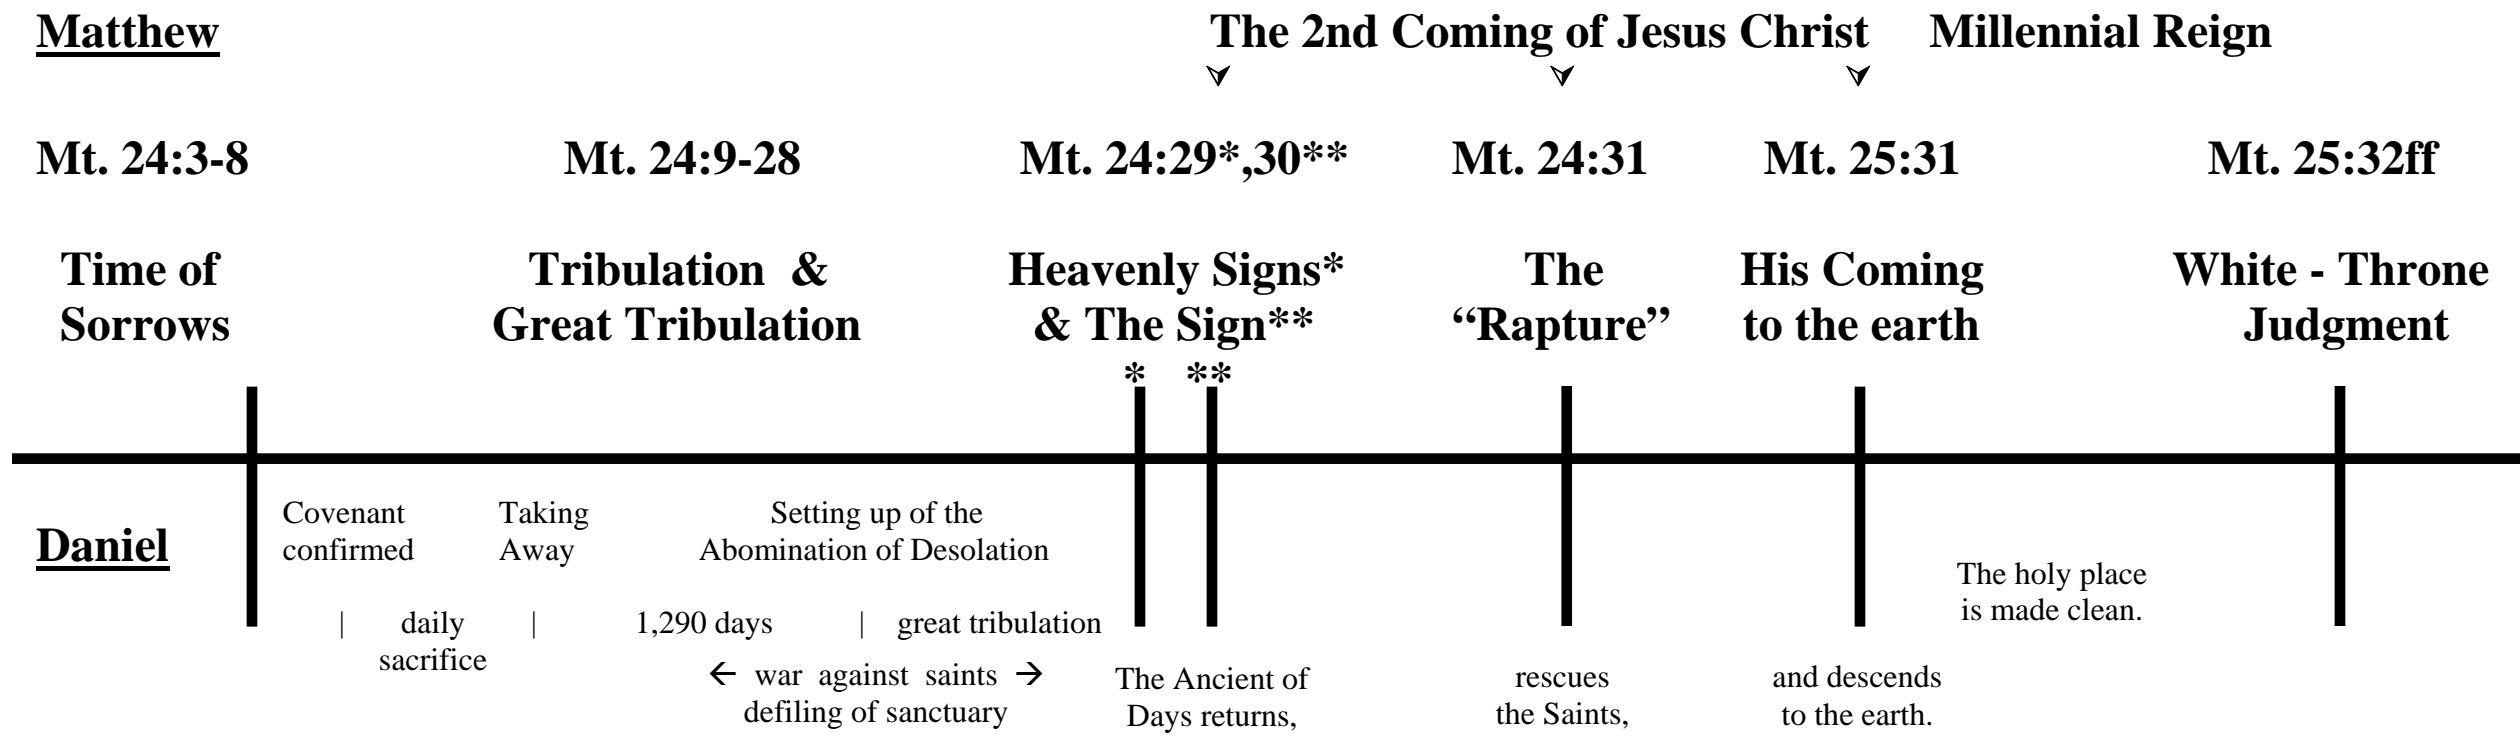 Matthew The 2nd Coming of Jesus Christ Millennial Reign
Mt. 24:3-8 Mt. 24:9-28 Mt. 24:29*,30** Mt. 24:31 Mt. 25:31 Mt. 25:32ff
Time of Tribulation & Heavenly Signs* The His Coming White - Throne
Sorrows Great Tribulation & The Sign** “Rapture” to the earth Judgment
* **
Covenant Taking Setting up of the
Daniel confirmed Away Abomination of Desolation
The holy place
is made clean.
| daily | 1,290 days | great tribulation
sacrifice
← war against saints → The Ancient of rescues and descends
defiling of sanctuary Days returns, the Saints, to the earth.